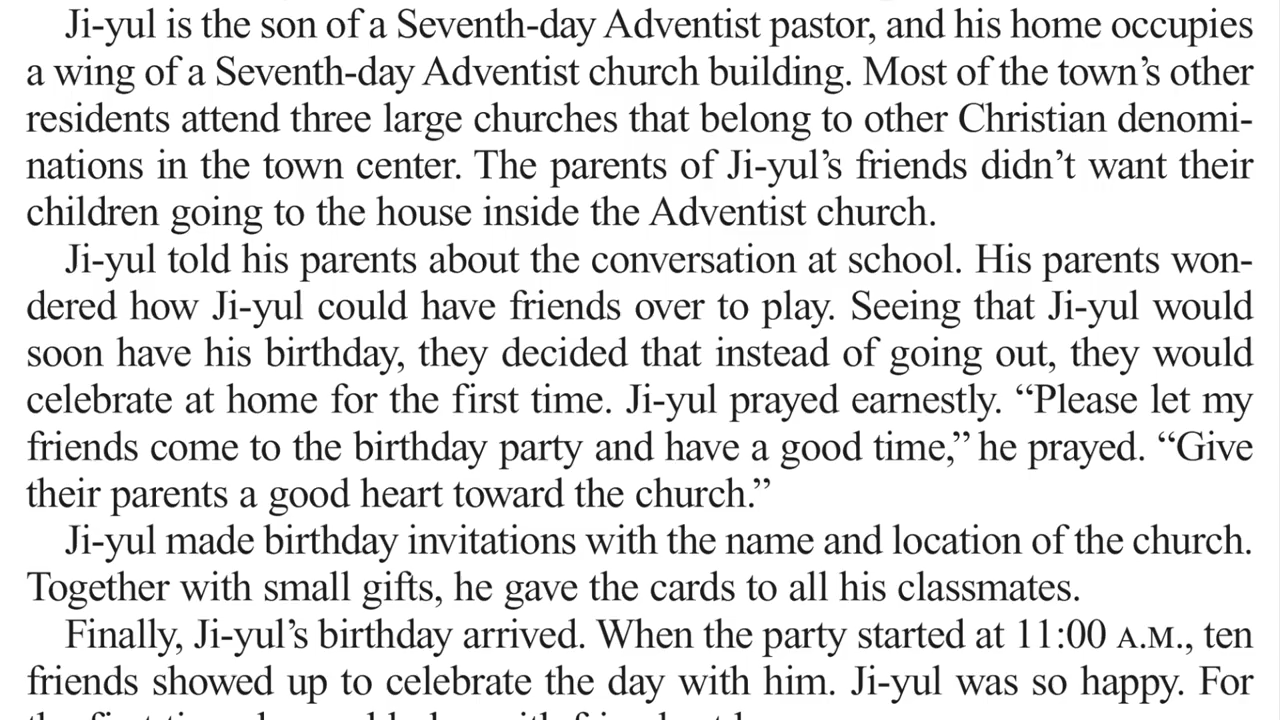 Ji-yul is the son of a Seventh-day Adventist pastor, and his home occupies
a wing of a Seventh-day Adventist church building. Most of the town’s other
residents attend three large churches that belong to other Christian denomi-
nations in the town center. The parents of Ji-yul’s friends didn’t want their
children going to the house inside the Adventist church.
Ji-yul told his parents about the conversation at school. His parents won-
dered how Ji-yul could have friends over to play. Seeing that Ji-yul would
soon have his birthday, they decided that instead of going out, they would
celebrate at home for the first time. Ji-yul prayed earnestly. “Please let my
friends come to the birthday party and have a good time,” he prayed. “Give
their parents a good heart toward the church.”
Ji-yul made birthday invitations with the name and location of the church.
Together with small gifts, he gave the cards to all his classmates.
Finally, Ji-yul’s birthday arrived. When the party started at 11:00 A.M., ten
friends showed up to celebrate the day with him. Ji-yul was so happy. For